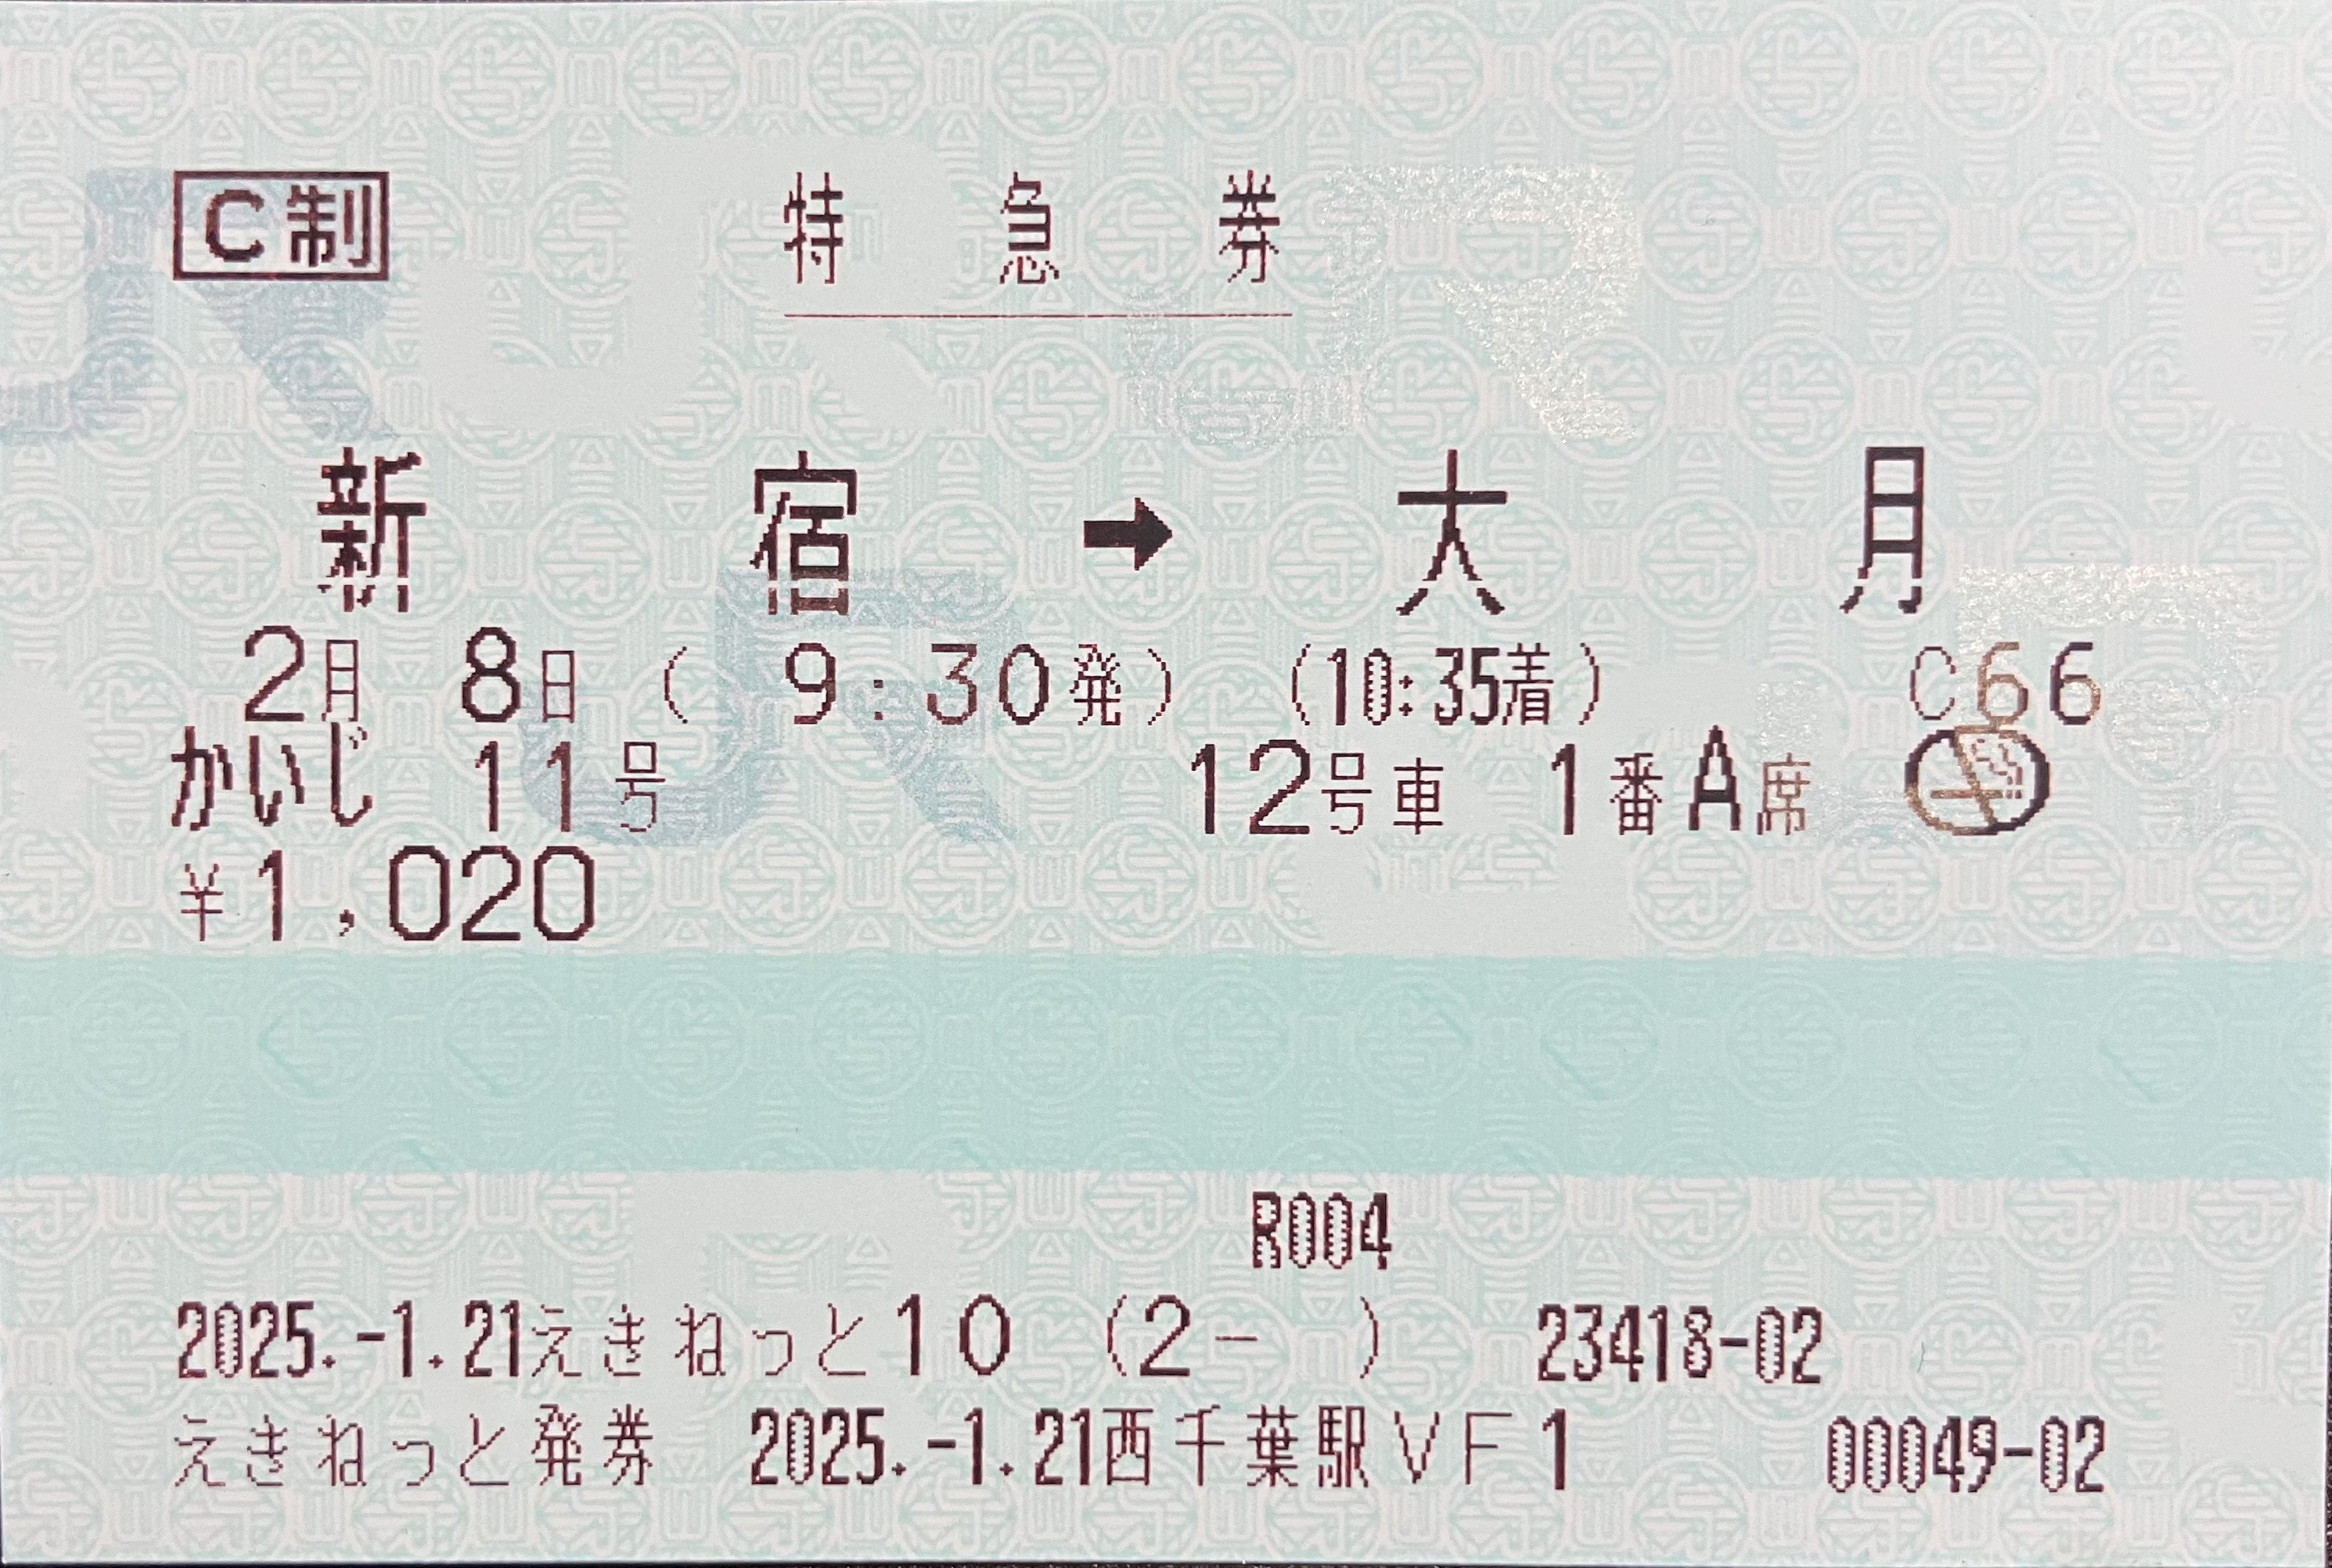 C制 特急券
新宿➡大月
2月 8日 ( 9:30発) (10:35着) C66
かいじ 11号 12号車 1番A席
¥1,020
R004
2025.-1.21えきねっと10 (2- ) 23418-02
えきねっと発券 2025.-1.21西千葉駅VF1 00049-02